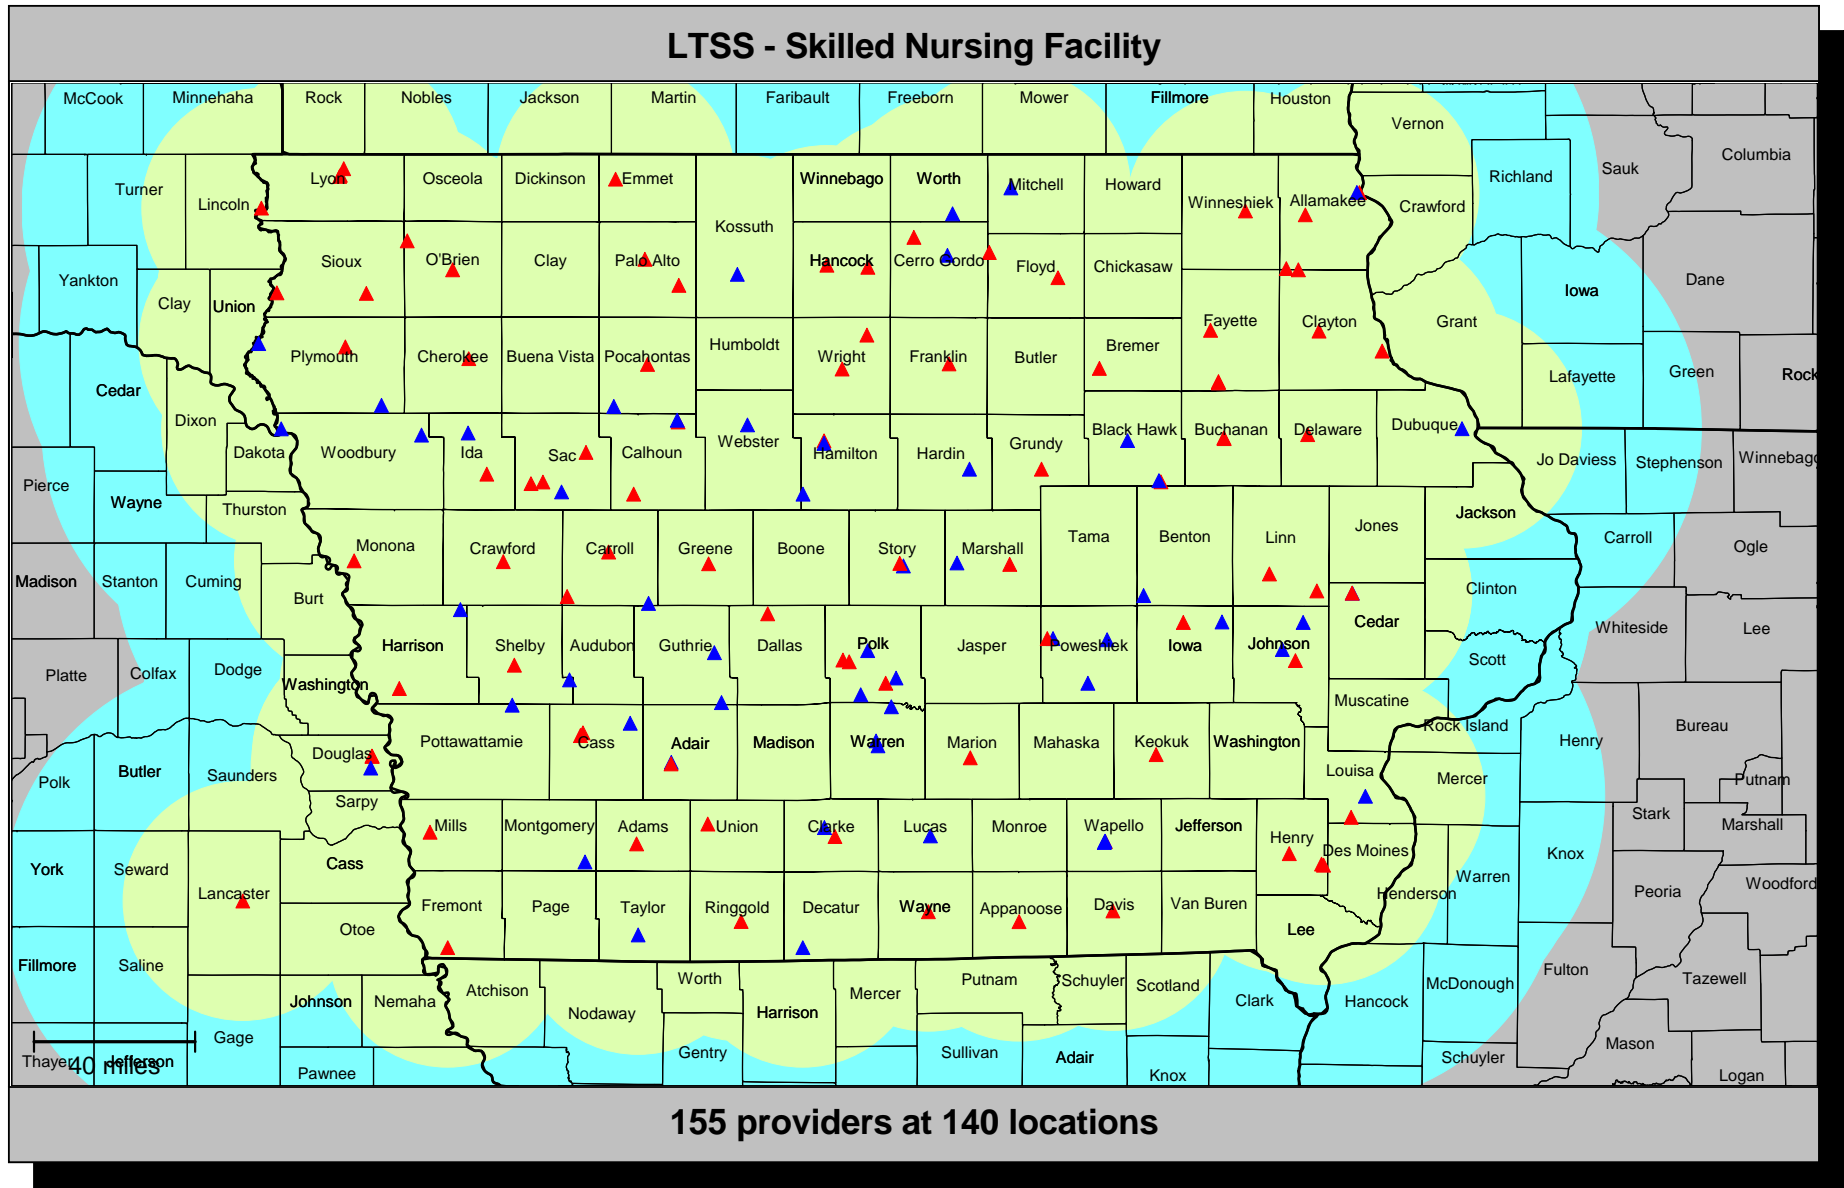 LTSS - Skilled Nursing Facility
McCook Minnehaha Rock Nobles Jackson Martin Faribault Freeborn Mower Fillmore Houston
Vernon
Columbia
Sauk
Richland
Turner Lincoln Lyon Osceola Dickinson Emmet Winnebago Worth Mitchell Howard Winneshiek Allamakee Crawford
Kossuth
Yankton Clay Union Sioux O'Brien Clay Palo Alto Hancock Cerro Gordo Floyd Chickasaw Iowa Dane
Cedar Plymouth Cherokee Buena Vista Pocahontas Humboldt Wright Franklin Butler Bremer Fayette Clayton Grant Lafayette Green Rock
Dixon Dakota Woodbury Ida Sac Calhoun Webster Hamilton Hardin Grundy Black Hawk Buchanan Delaware Dubuque Jo Daviess Stephenson Winnebago
Pierce Wayne Thurston Jackson
Monona Crawford Carroll Greene Boone Story Marshall Tama Benton Linn Jones Carroll Ogle
Madison Stanton Cuming Burt Clinton
Harrison Shelby Audubon Guthrie Dallas Polk Jasper Poweshiek Iowa Johnson Cedar Scott Whiteside Lee
Platte Colfax Dodge Washington Muscatine
Rock Island Bureau
Pottawattamie Cass Adair Madison Warren Marion Mahaska Keokuk Washington Henry
Polk Butler Saunders Douglas Louisa Mercer Putnam
Sarpy Stark Marshall
Mills Montgomery Adams Union Clarke Lucas Monroe Wapello Jefferson Henry Des Moines Knox
York Seward Cass Warren Peoria Woodford
Lancaster Henderson
Fremont Page Taylor Ringgold Decatur Wayne Appanoose Davis Van Buren Lee
Otoe
Fillmore Saline Fulton Tazewell
Johnson Nemaha Atchison Nodaway Worth Harrison Mercer Putnam Schuyler Scotland Clark Hancock McDonough
Gage Gentry Sullivan Adair Schuyler Mason
Thayer Jefferson
40 miles
Pawnee Knox Logan
155 providers at 140 locations